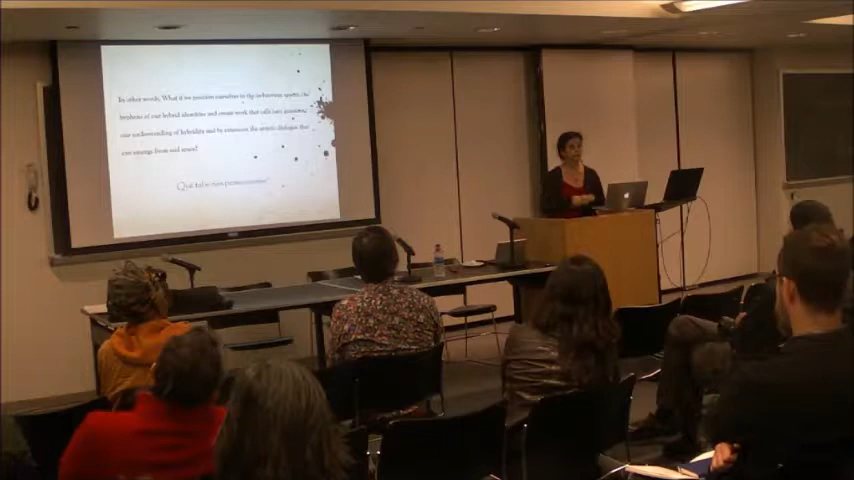 In other words, What if we position ourselves in the in-between spaces, the
of our hybrid identities and create work that calls into question
our understanding of hybridity and by extension, the artistic dialogue that
can emerge from said space?